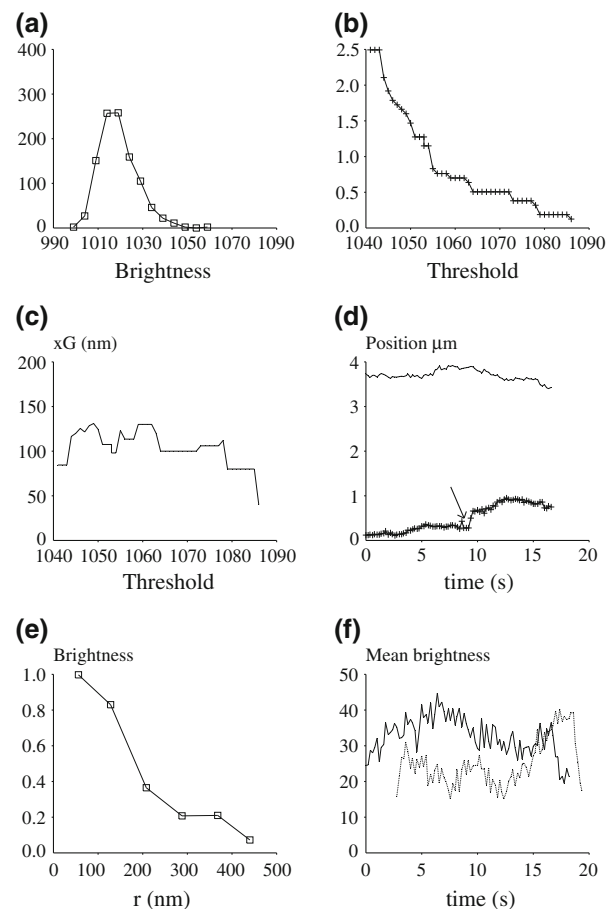 (a)
400
300
200
100
0
990 1010 1030 1050 1070 1090
Brightness
(b)
2.5
2.0
1.5
1.0
0.5
0.0
1040 1050 1060 1070 1080 1090
Threshold
(c)
xG (nm)
200
150
100
50
0
1040 1050 1060 1070 1080 1090
Threshold
(d)
Position µm
4
3
2
1
0
0 5 10 15 20
time (s)
(e)
Brightness
1.0
0.8
0.6
0.4
0.2
0.0
0 100 200 300 400 500
r (nm)
(f)
Mean brightness
50
40
30
20
10
0
0 5 10 15 20
time (s)